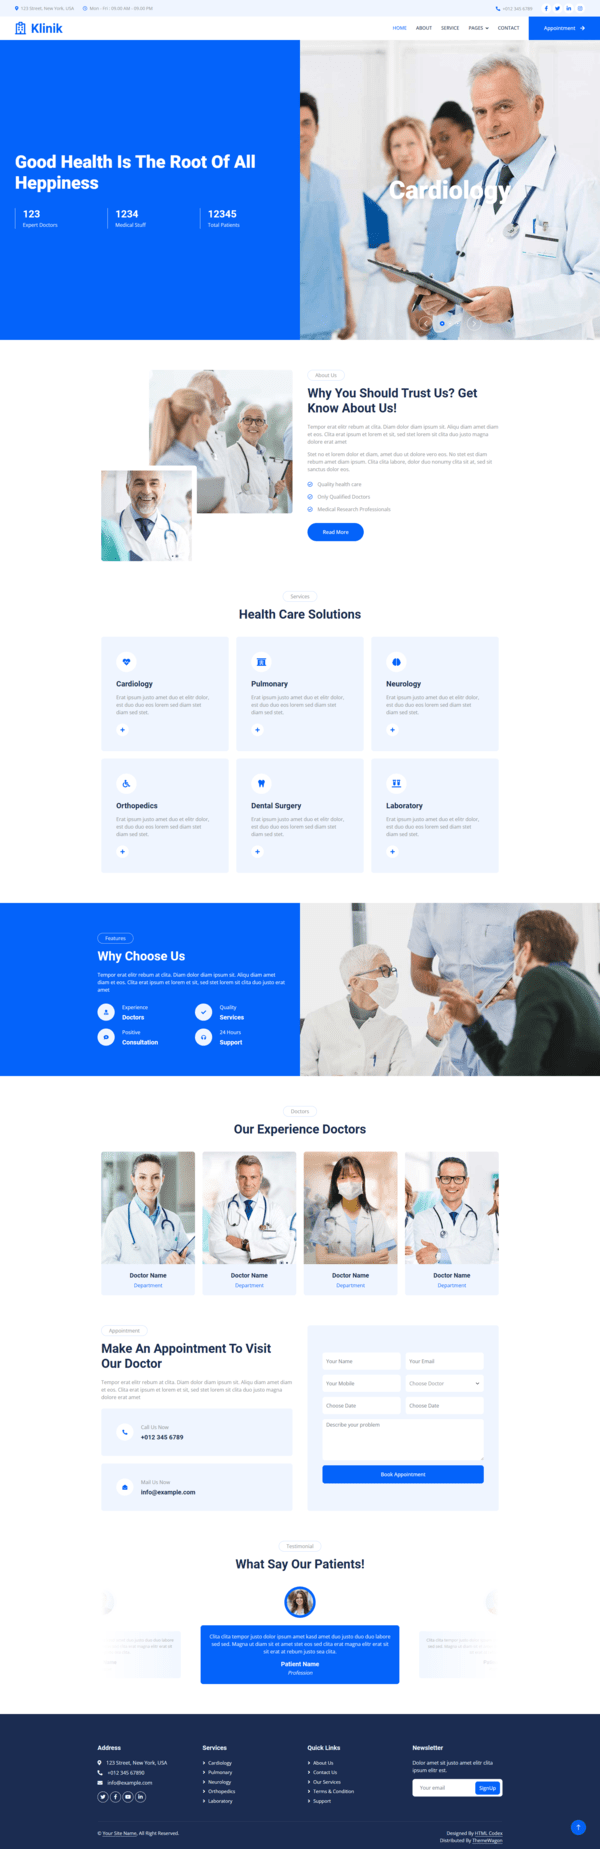 123 Street, New York, USA
Mon - Fri : 09.00 AM - 09.00 PM
+012 345 6789
Klinik
HOME
ABOUT
SERVICE
PAGES
CONTACT
Appointment
Good Health Is The Root Of All
Heppiness
123
1234
12345
Expert Doctors
Medical Stuff
Total Patients
Cardiology
About Us
Why You Should Trust Us? Get
Know About Us!
Tempor erat elitr rebum at clita. Diam dolor diam ipsum sit. Aliqu diam amet diam
et eos. Clita erat ipsum et lorem et sit, sed stet lorem sit clita duo justo magna
dolore erat amet
Stet no et lorem dolor et diam, amet duo ut dolore vero eos. No stet est diam
rebum amet diam ipsum. Clita clita labore, dolor duo nonumy clita sit at, sed sit
sanctus dolor eos.
Quality health care
Only Qualified Doctors
Medical Research Professionals
Read More
Services
Health Care Solutions
Cardiology
Erat ipsum justo amet duo et elitr dolor,
est duo duo eos lorem sed diam stet
diam sed stet.
Pulmonary
Erat ipsum justo amet duo et elitr dolor,
est duo duo eos lorem sed diam stet
diam sed stet.
Neurology
Erat ipsum justo amet duo et elitr dolor,
est duo duo eos lorem sed diam stet
diam sed stet.
Orthopedics
Erat ipsum justo amet duo et elitr dolor,
est duo duo eos lorem sed diam stet
diam sed stet.
Dental Surgery
Erat ipsum justo amet duo et elitr dolor,
est duo duo eos lorem sed diam stet
diam sed stet.
Laboratory
Erat ipsum justo amet duo et elitr dolor,
est duo duo eos lorem sed diam stet
diam sed stet.
Features
Why Choose Us
Tempor erat elitr rebum at clita. Diam dolor diam ipsum sit. Aliqu diam amet
diam et eos. Clita erat ipsum et lorem et sit, sed stet lorem sit clita duo justo erat
amet
Experience
Doctors
Quality
Services
Positive
Consultation
24 Hours
Support
Doctors
Our Experience Doctors
Doctor Name
Department
Doctor Name
Department
Doctor Name
Department
Doctor Name
Department
Appointment
Make An Appointment To Visit
Our Doctor
Tempor erat elitr rebum at clita. Diam dolor diam ipsum sit. Aliqu diam amet diam
et eos. Clita erat ipsum et lorem et sit, sed stet lorem sit clita duo justo magna
dolore erat amet
Call Us Now
+012 345 6789
Mail Us Now
info@example.com
Your Name
Your Email
Your Mobile
Choose Doctor
Choose Date
Choose Date
Describe your problem
Book Appointment
Testimonial
What Say Our Patients!
Clita clita tempor justo dolor ipsum amet kasd amet duo justo duo duo labore
sed sed. Magna ut diam sit et amet stet eos sed clita erat magna elitr erat sit
sit erat at rebum justo sea clita.
Patient Name
Profession
Address
123 Street, New York, USA
+012 345 67890
info@example.com
Services
Cardiology
Pulmonary
Neurology
Orthopedics
Laboratory
Quick Links
About Us
Contact Us
Our Services
Terms & Condition
Support
Newsletter
Dolor amet sit justo amet elitr clita
ipsum elitr est.
Your email
SignUp
© Your Site Name, All Right Reserved.
Designed By HTML Codex
Distributed By ThemeWagon